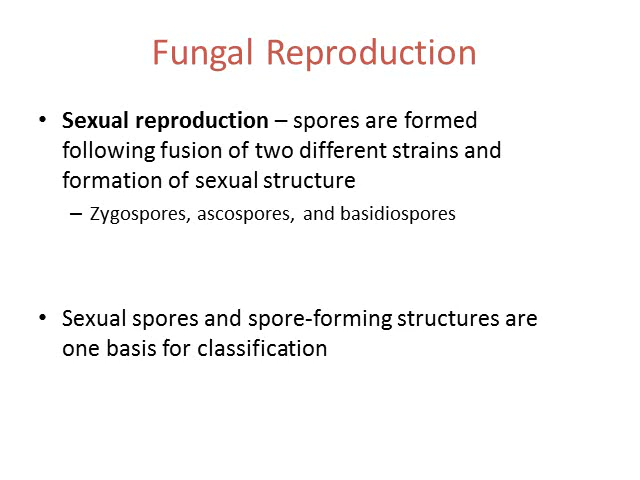 Fungal Reproduction
• Sexual reproduction – spores are formed
following fusion of two different strains and
formation of sexual structure
– Zygospores, ascospores, and basidiospores
• Sexual spores and spore-forming structures are
one basis for classification